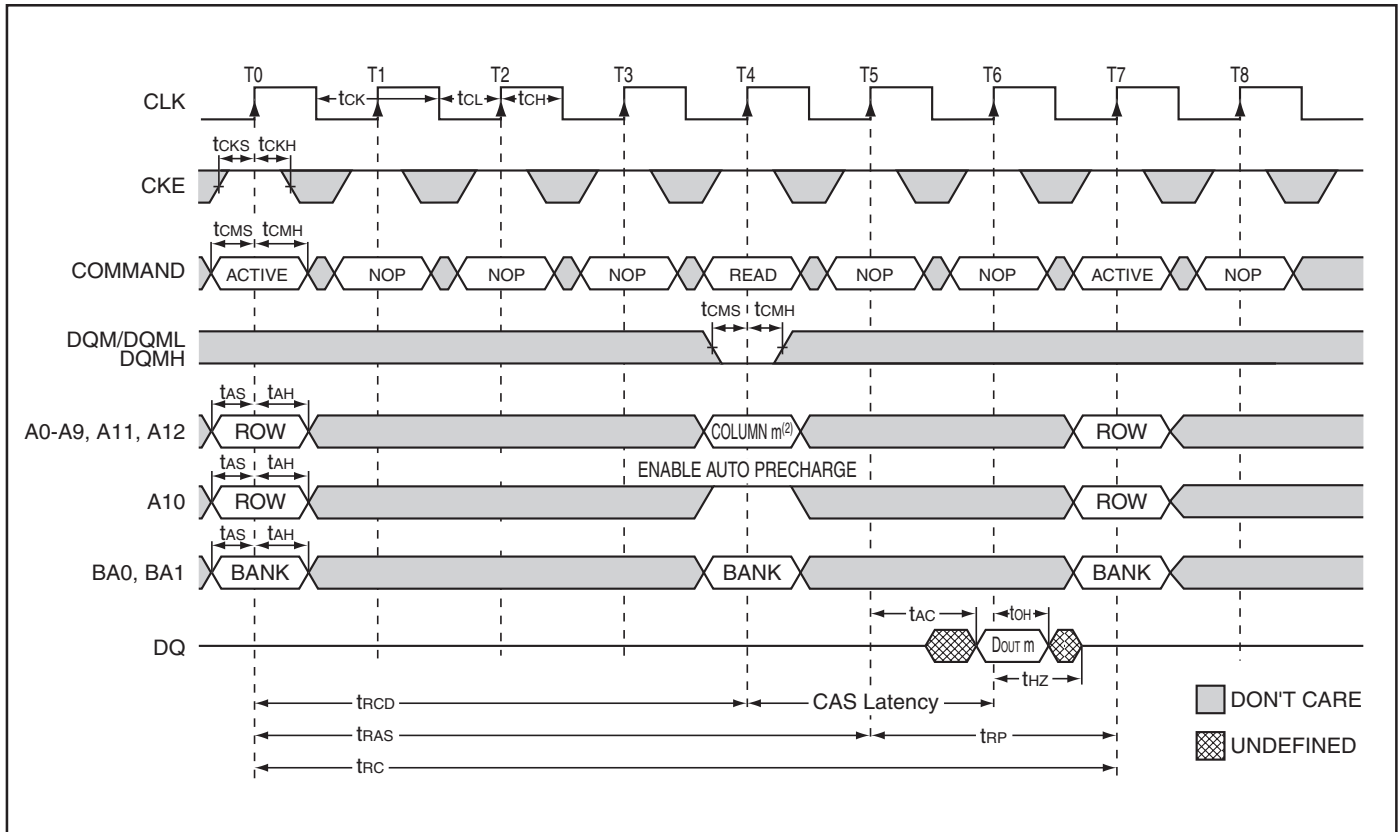 T0 T1 T2 T3 T4 T5 T6 T7 T8
CLK
tCK tCL tCH
tCKS tCKH
CKE
tCMS tCMH
COMMAND ACTIVE NOP NOP NOP READ NOP NOP ACTIVE NOP
tCMS tCMH
DQM/DQML
DQMH
tAS tAH
A0-A9, A11, A12 ROW COLUMN m(2) ROW
tAS tAH
ENABLE AUTO PRECHARGE
A10 ROW ROW
tAS tAH
BA0, BA1 BANK BANK BANK
tAC tOH
DQ DOUT m
tHZ
tRCD CAS Latency
DON'T CARE
tRAS tRP
UNDEFINED
tRC